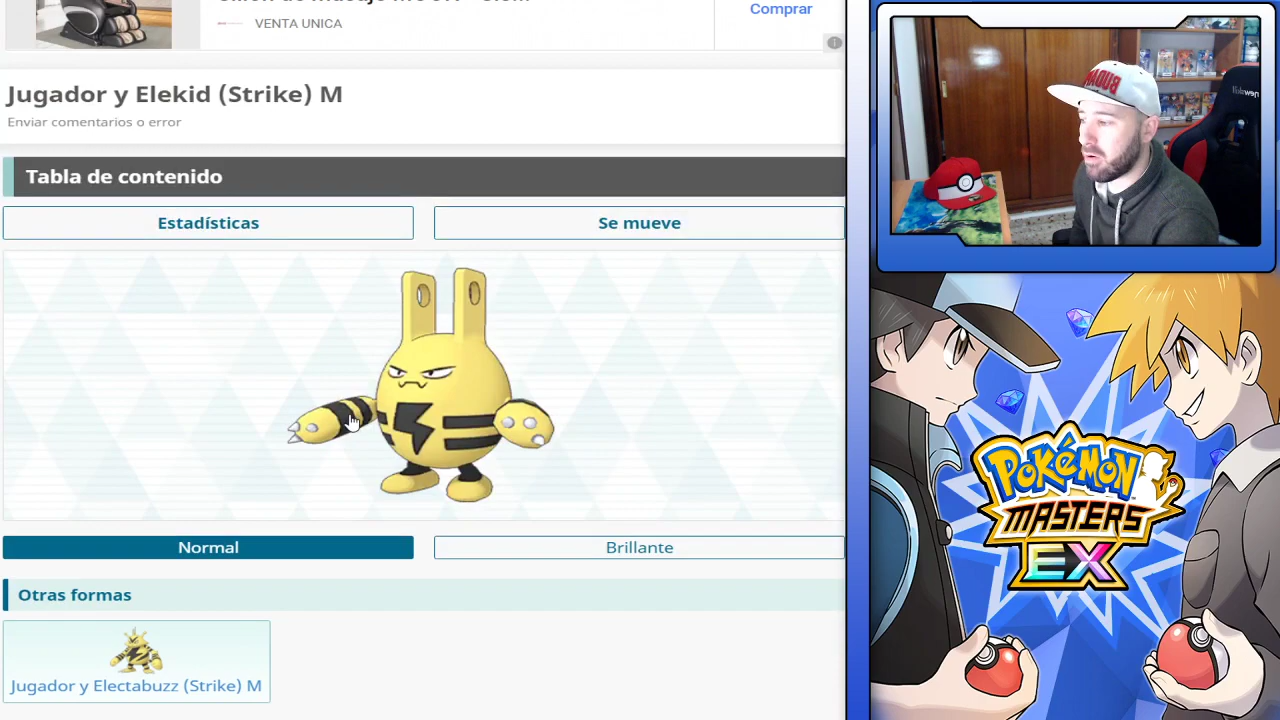 VENTA UNICA
Comprar
Jugador y Elekid (Strike) M
Enviar comentarios o error
Tabla de contenido
Estadísticas
Se mueve
Normal
Brillante
Otras formas
Jugador y Electabuzz (Strike) M
POKéMON
MASTERS
EX